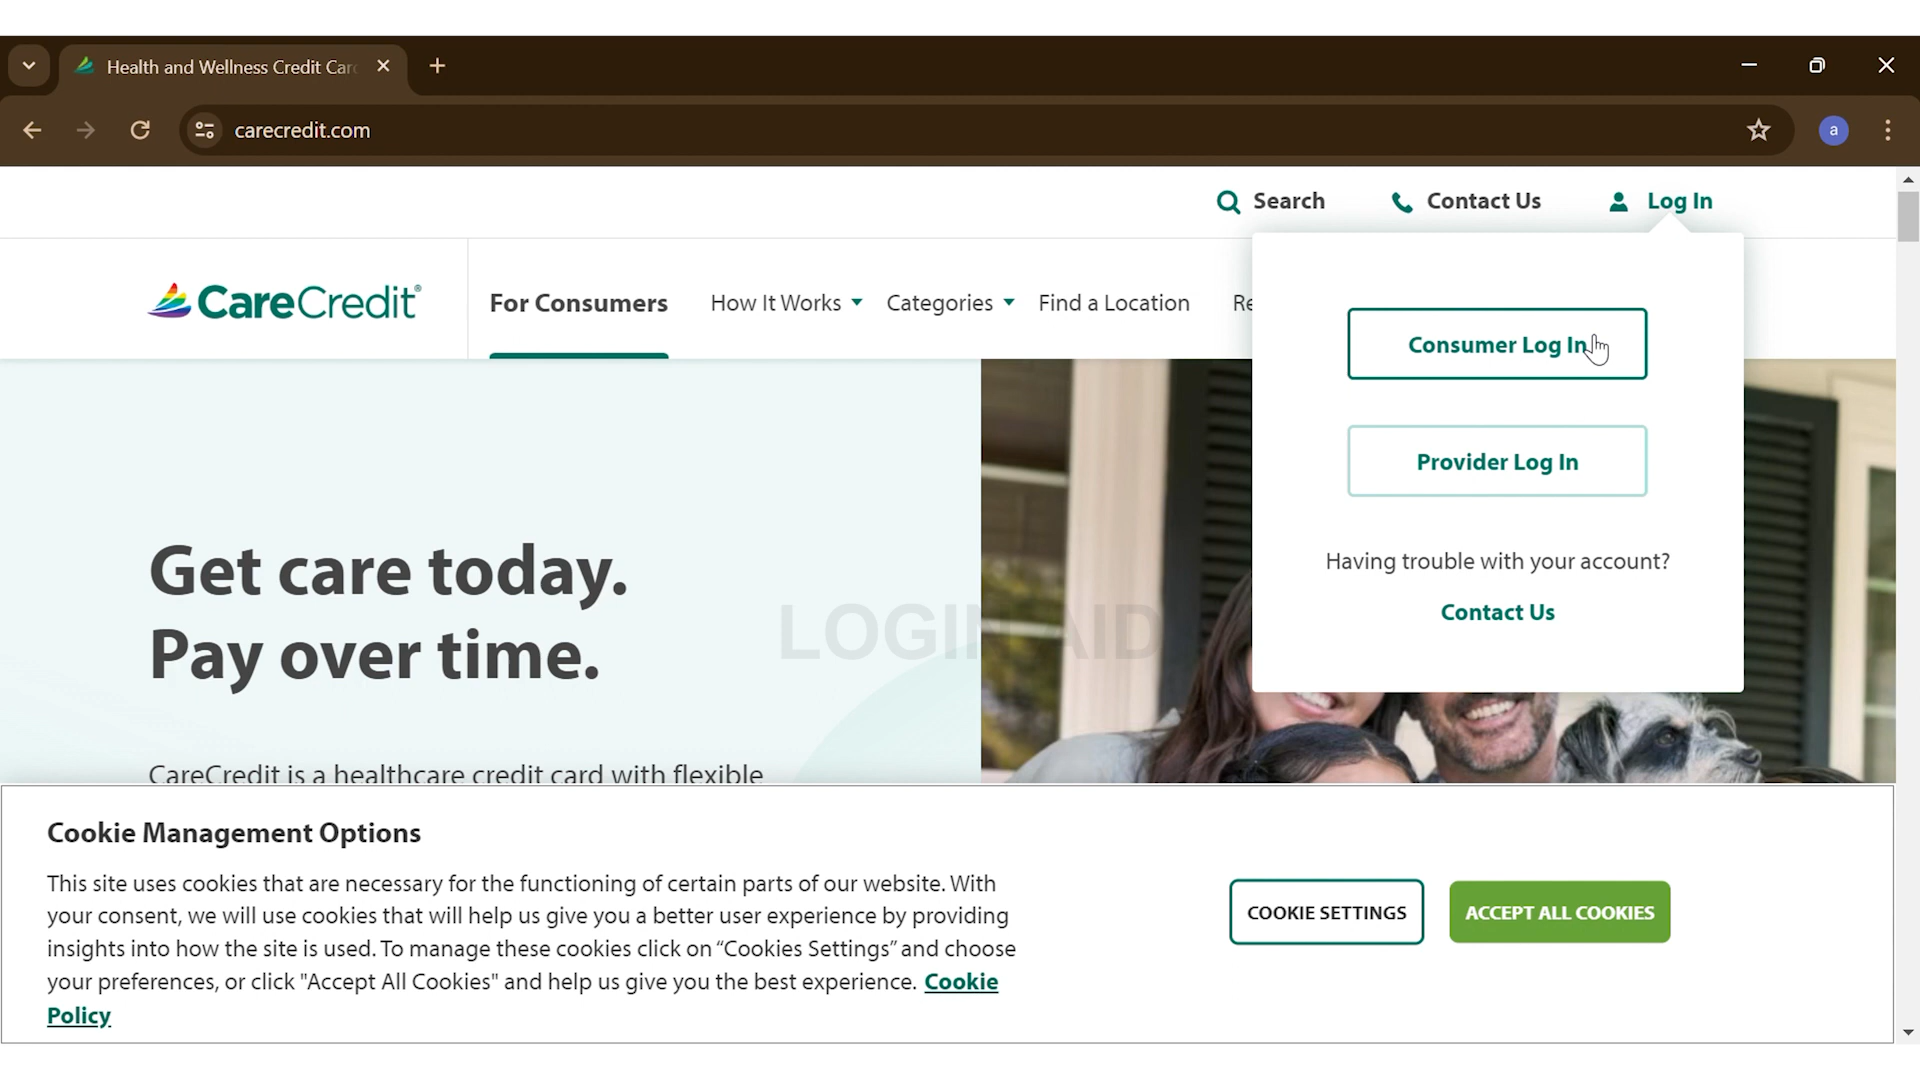 Health and Wellness Credit Car
carecredit.com
a
Search
Contact Us
Log In
CareCredit®
For Consumers
How It Works
Categories
Find a Location
Re
Consumer Log In
Provider Log In
Having trouble with your account?
Contact Us
Get care today.
Pay over time.
LOGIN AID
CareCredit is a healthcare credit card with flexible
Cookie Management Options
This site uses cookies that are necessary for the functioning of certain parts of our website. With
your consent, we will use cookies that will help us give you a better user experience by providing
insights into how the site is used. To manage these cookies click on “Cookies Settings” and choose
your preferences, or click "Accept All Cookies" and help us give you the best experience. Cookie
Policy
COOKIE SETTINGS
ACCEPT ALL COOKIES